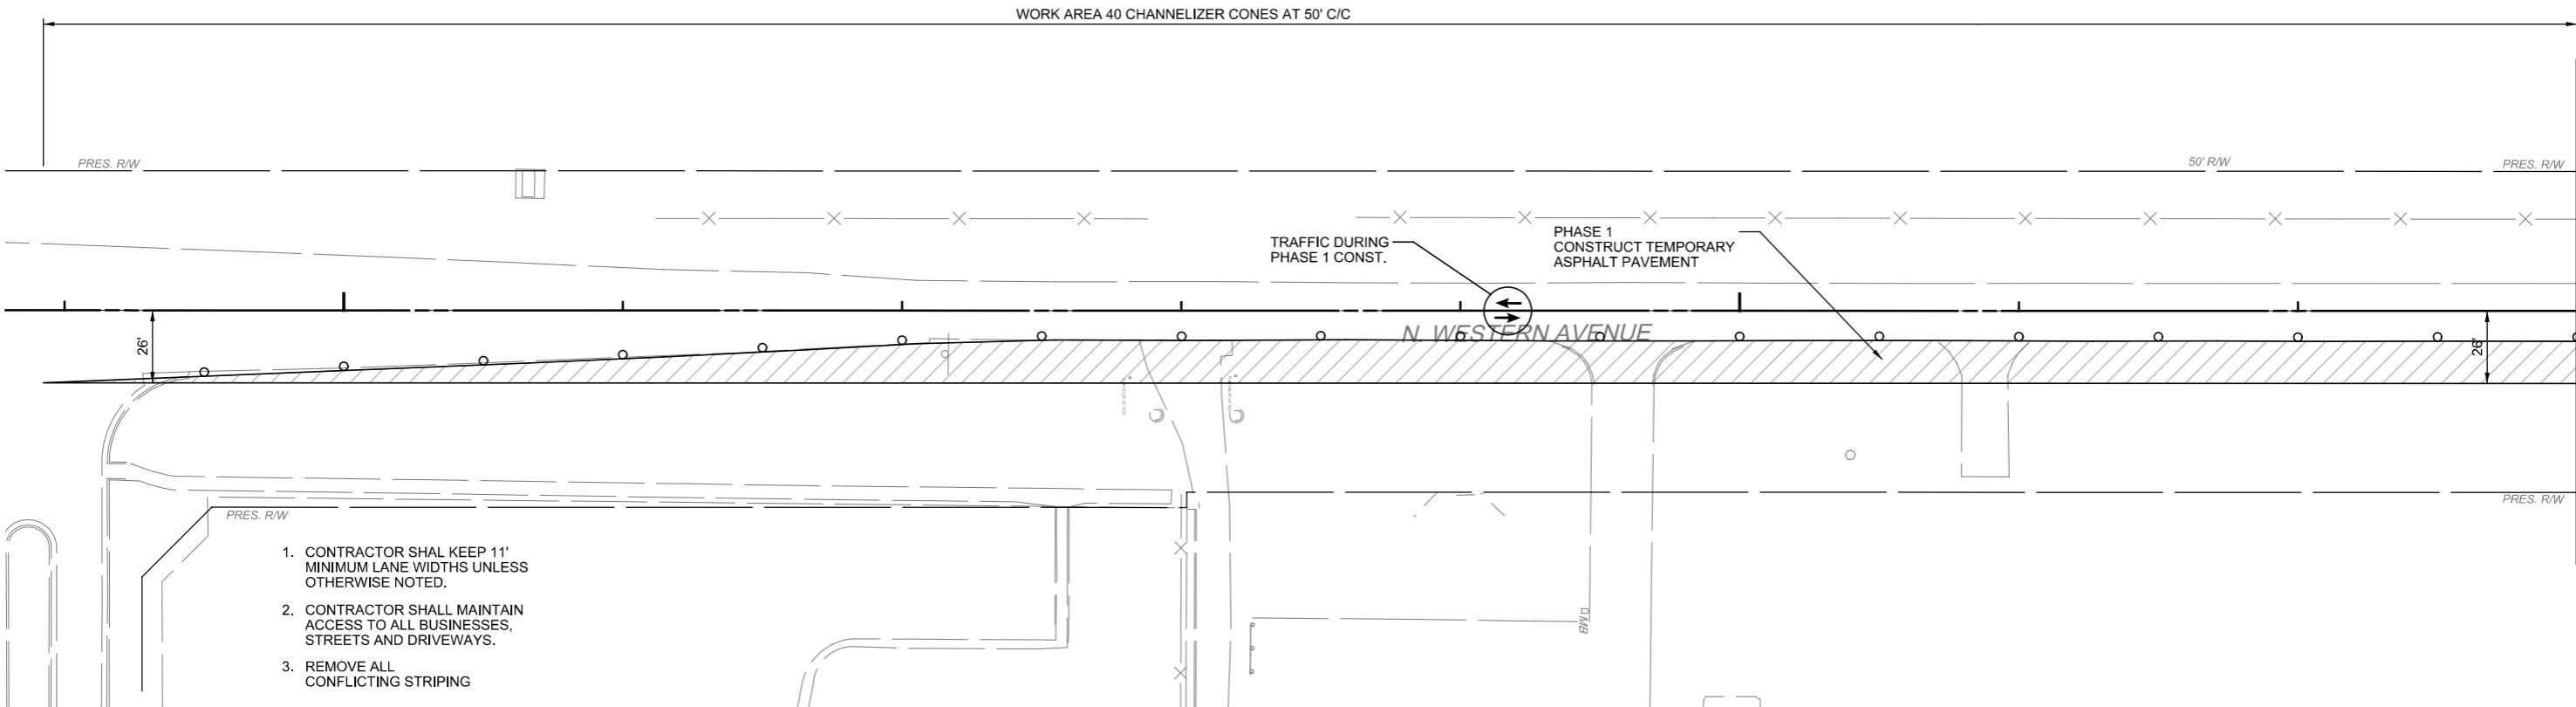 WORK AREA 40 CHANNELIZER CONES AT 50' C/C
PRES. R/W
50' R/W
PRES. R/W
TRAFFIC DURING
PHASE 1 CONST.
PHASE 1
CONSTRUCT TEMPORARY
ASPHALT PAVEMENT
N. WESTERN AVENUE
26'
26'
PRES. R/W
PRES. R/W
1. CONTRACTOR SHAL KEEP 11'
MINIMUM LANE WIDTHS UNLESS
OTHERWISE NOTED.
2. CONTRACTOR SHALL MAINTAIN
ACCESS TO ALL BUSINESSES,
STREETS AND DRIVEWAYS.
3. REMOVE ALL
CONFLICTING STRIPING